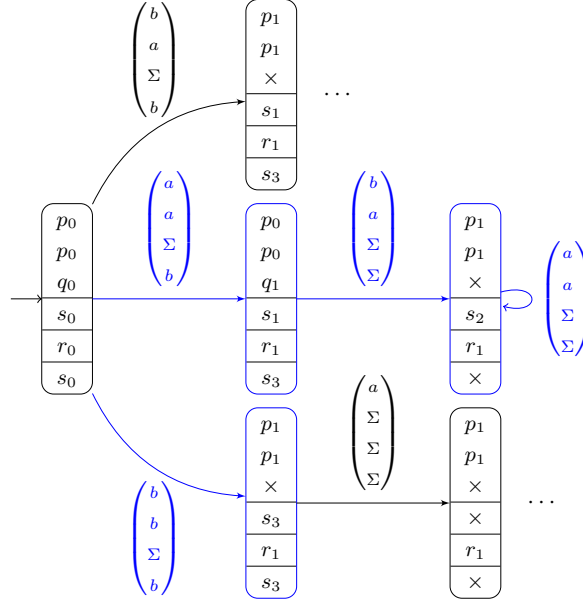 b
a
Σ
b
p₁
p₁
×
s₁
r₁
s₃
⋯
p₀
p₀
q₀
s₀
r₀
s₀
a
a
Σ
b
p₀
p₀
q₁
s₁
r₁
s₃
b
a
Σ
Σ
p₁
p₁
×
s₂
r₁
×
a
a
Σ
Σ
b
b
Σ
b
p₁
p₁
×
s₃
r₁
s₃
a
Σ
Σ
Σ
p₁
p₁
×
×
r₁
×
⋯